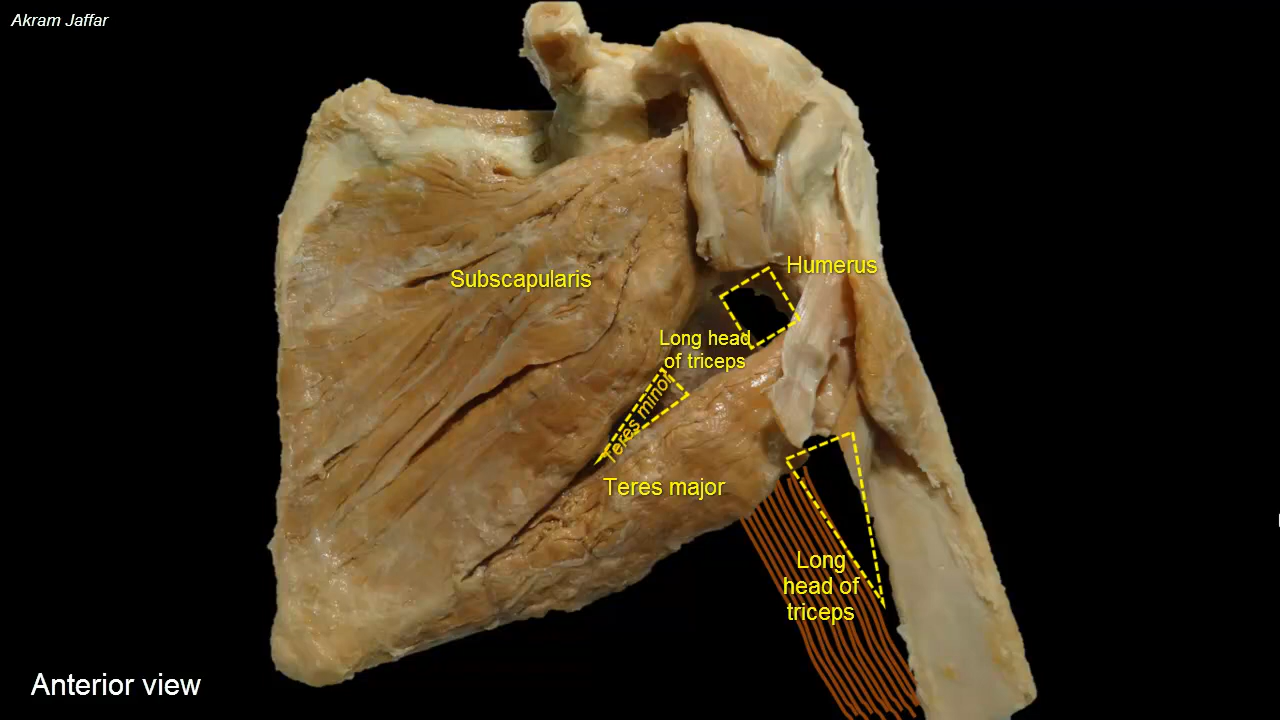 Akram Jaffar
Subscapularis
Humerus
Long head
of triceps
Teres minor
Teres major
Long
head of
triceps
Anterior view